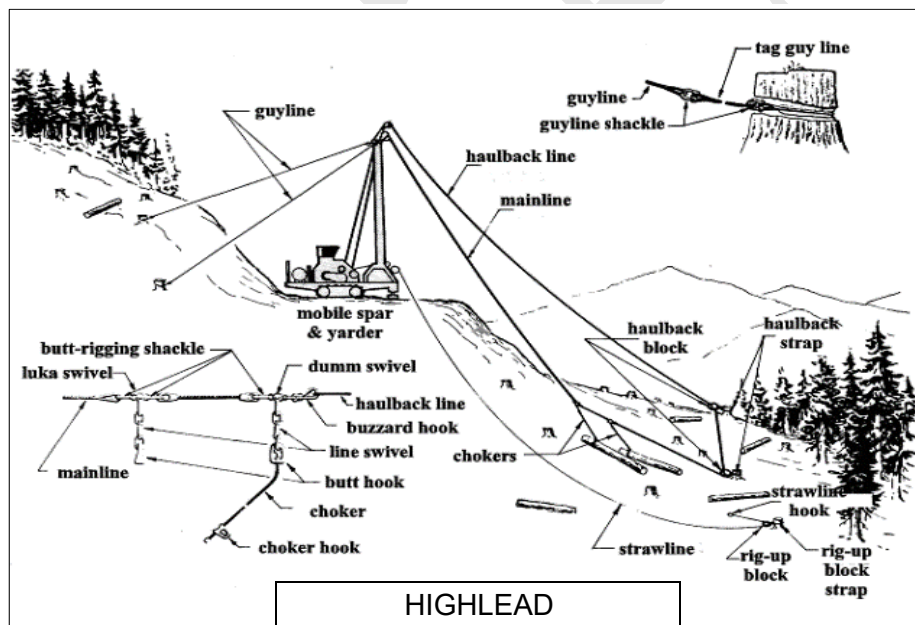 tag guy line
guyline
guyline shackle
guyline
haulback line
mainline
mobile spar
& yarder
haulback
block
haulback
strap
butt-rigging shackle
luka swivel
dumm swivel
haulback line
buzzard hook
line swivel
mainline
butt hook
chokers
choker
choker hook
strawline
hook
strawline
rig-up
block
rig-up
block
strap
HIGHLEAD